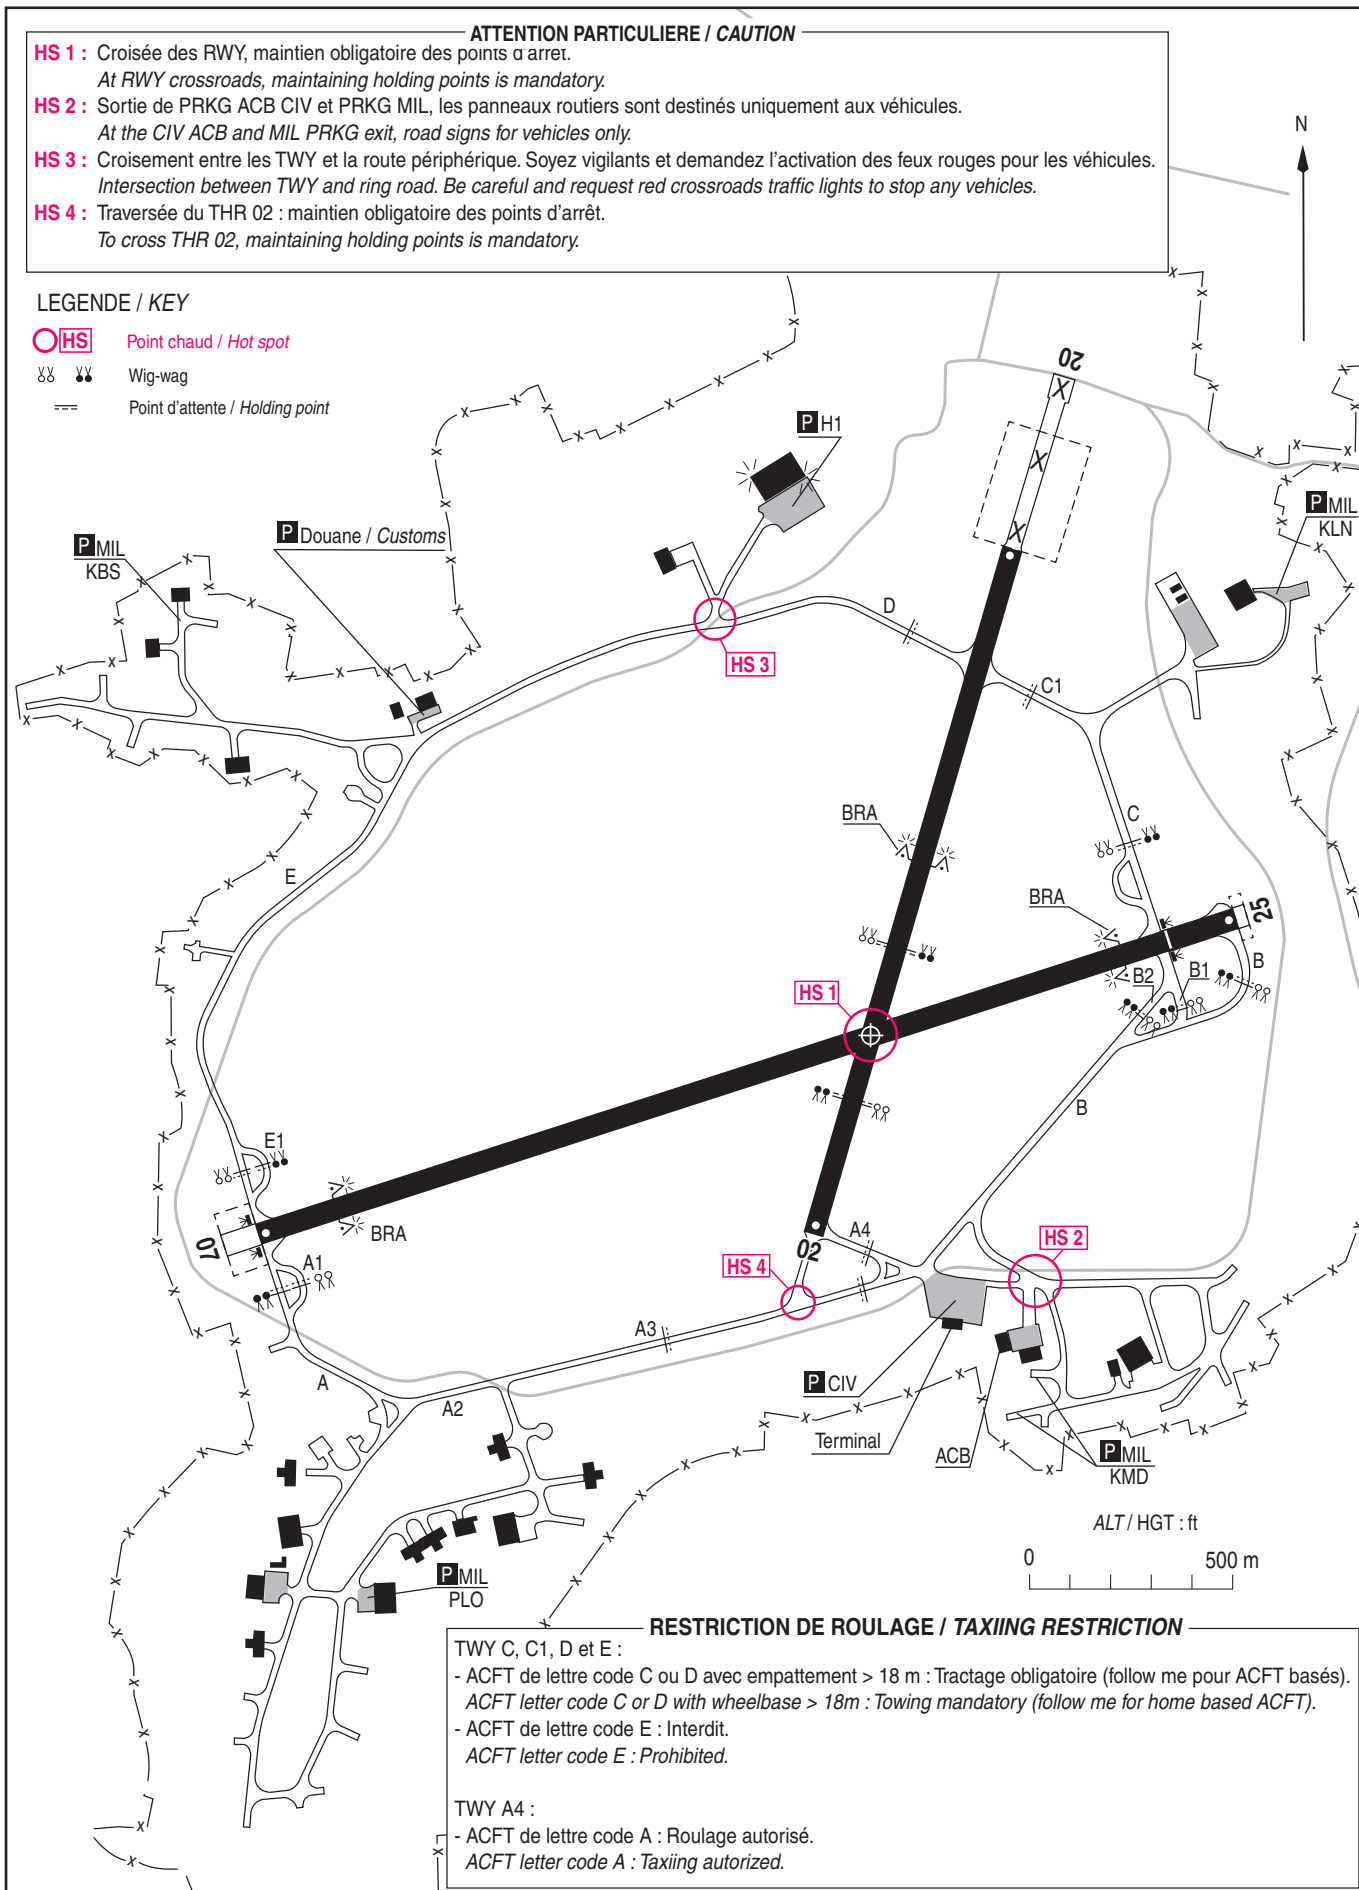 ATTENTION PARTICULIERE / CAUTION
HS 1 : Croisée des RWY, maintien obligatoire des points d'arrêt.
At RWY crossroads, maintaining holding points is mandatory.
HS 2 : Sortie de PRKG ACB CIV et PRKG MIL, les panneaux routiers sont destinés uniquement aux véhicules.
At the CIV ACB and MIL PRKG exit, road signs for vehicles only.
HS 3 : Croisement entre les TWY et la route périphérique. Soyez vigilants et demandez l'activation des feux rouges pour les véhicules.
Intersection between TWY and ring road. Be careful and request red crossroads traffic lights to stop any vehicles.
HS 4 : Traversée du THR 02 : maintien obligatoire des points d'arrêt.
To cross THR 02, maintaining holding points is mandatory.
N
LEGENDE / KEY
HS Point chaud / Hot spot
Wig-wag
Point d'attente / Holding point
20
P H1
P MIL
KLN
P Douane / Customs
P MIL
KBS
D
HS 3
C1
BRA
C
E
BRA
25
B
B2
B1
HS 1
B
E1
BRA
07
A1
A4
02
HS 2
HS 4
A3
A
A2
P CIV
Terminal
ACB
P MIL
KMD
ALT / HGT : ft
0 500 m
P MIL
PLO
RESTRICTION DE ROULAGE / TAXIING RESTRICTION
TWY C, C1, D et E :
- ACFT de lettre code C ou D avec empattement > 18 m : Tractage obligatoire (follow me pour ACFT basés).
ACFT letter code C or D with wheelbase > 18m : Towing mandatory (follow me for home based ACFT).
- ACFT de lettre code E : Interdit.
ACFT letter code E : Prohibited.
TWY A4 :
- ACFT de lettre code A : Roulage autorisé.
ACFT letter code A : Taxiing autorized.